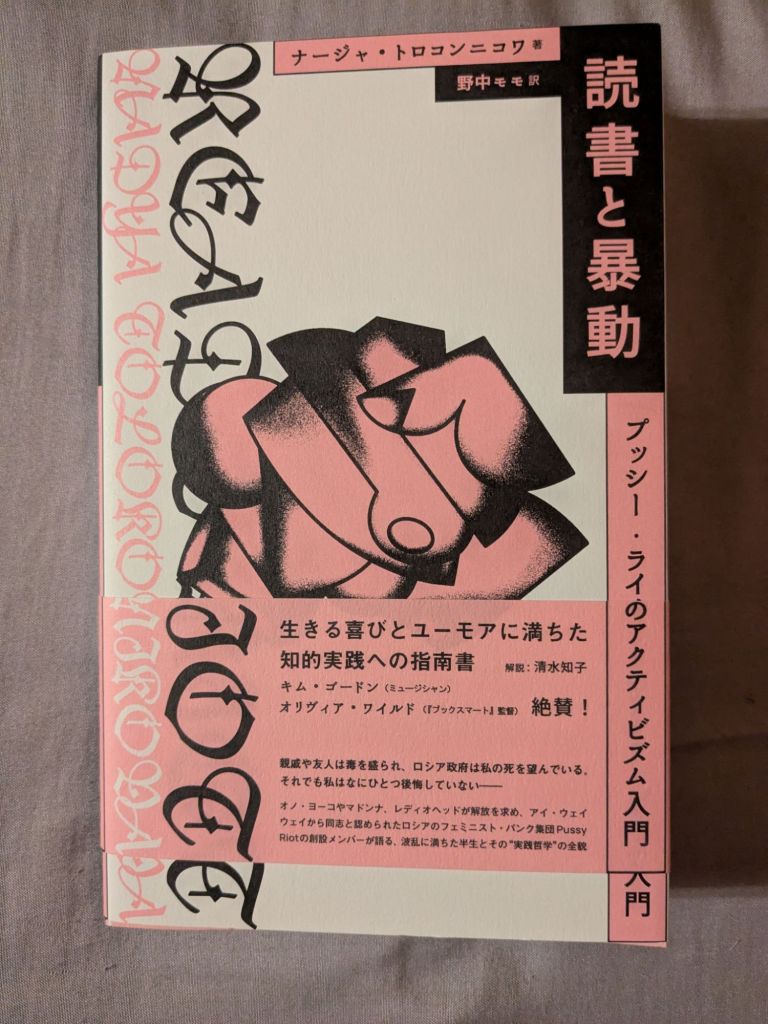 ナージャ・トロコンニコワ 著
野中モモ 訳
読書と暴動
プッシー・ライのアクティビズム入門
入門
NADYA TOLOKONNIKOVA
READ & RIOT
生きる喜びとユーモアに満ちた
知的実践への指南書 解説：清水知子
キム・ゴードン（ミュージシャン）
オリヴィア・ワイルド（『ブックスマート』監督） 絶賛！
親戚や友人は毒を盛られ、ロシア政府は私の死を望んでいる。
それでも私はなにひとつ後悔していない——
オノ・ヨーコやマドンナ、レディオヘッドが解放を求め、アイ・ウェイ
ウェイから同志と認められたロシアのフェミニスト・パンク集団Pussy
Riotの創設メンバーが語る、波乱に満ちた半生とその“実践哲学”の全貌